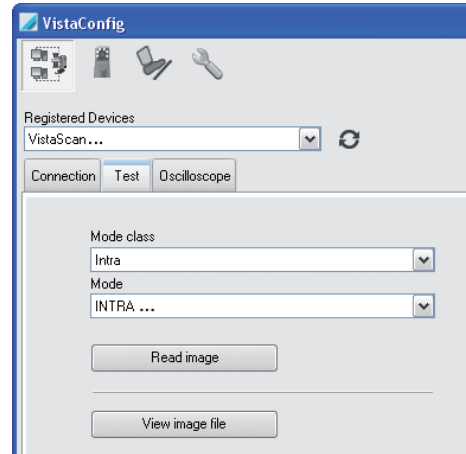 VistaConfig
Registered Devices
VistaScan...
Connection Test Oscilloscope
Mode class
Intra
Mode
INTRA ...
Read image
View image file